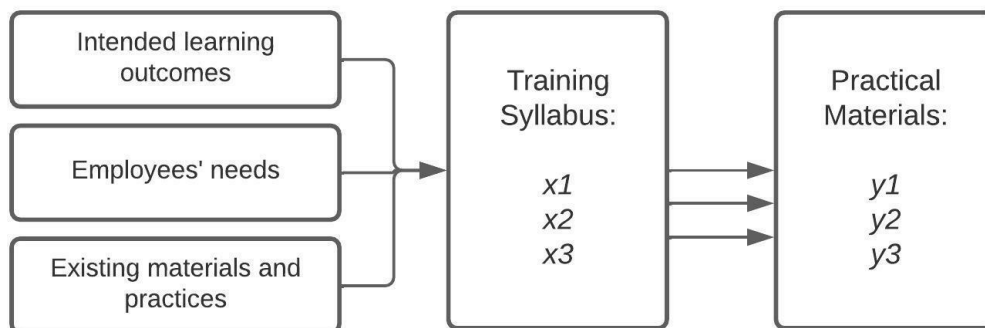 Intended learning
outcomes
Employees' needs
Existing materials and
practices
Training
Syllabus:
x1
x2
x3
Practical
Materials:
y1
y2
y3